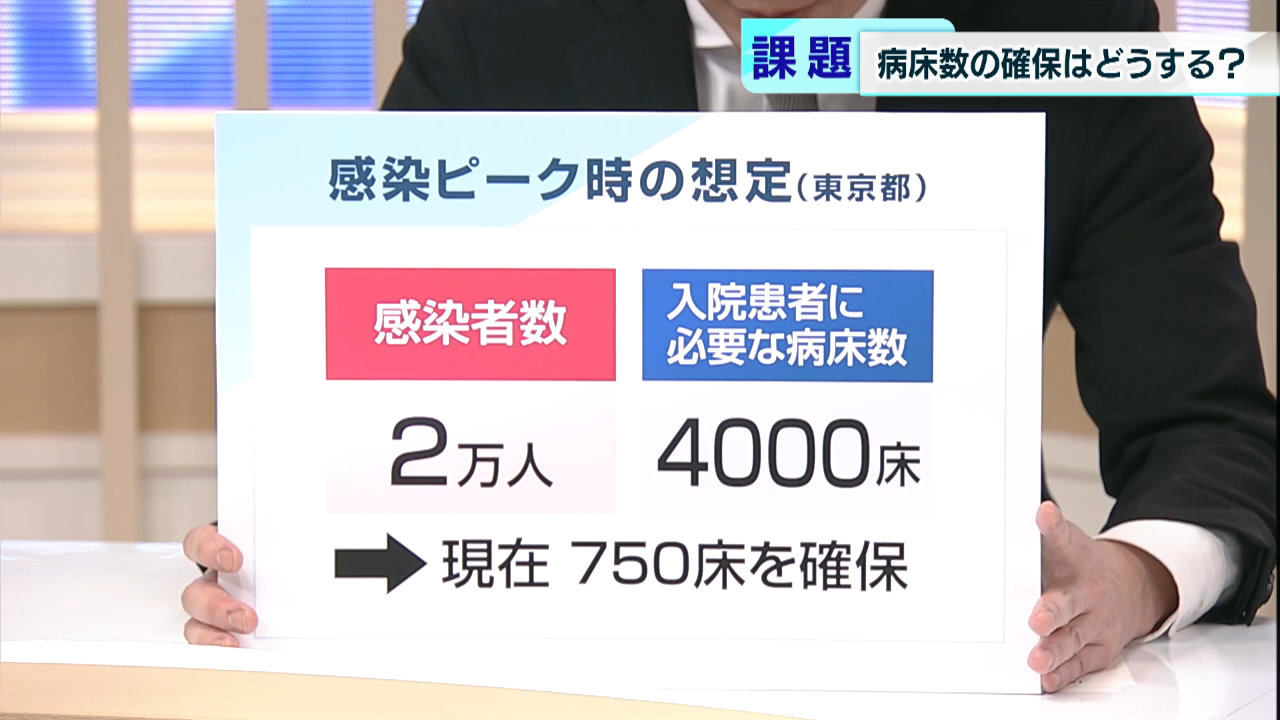 課題 病床数の確保はどうする?
感染ピーク時の想定(東京都)
感染者数
入院患者に
必要な病床数
2万人
4000床
➡現在 750床を確保